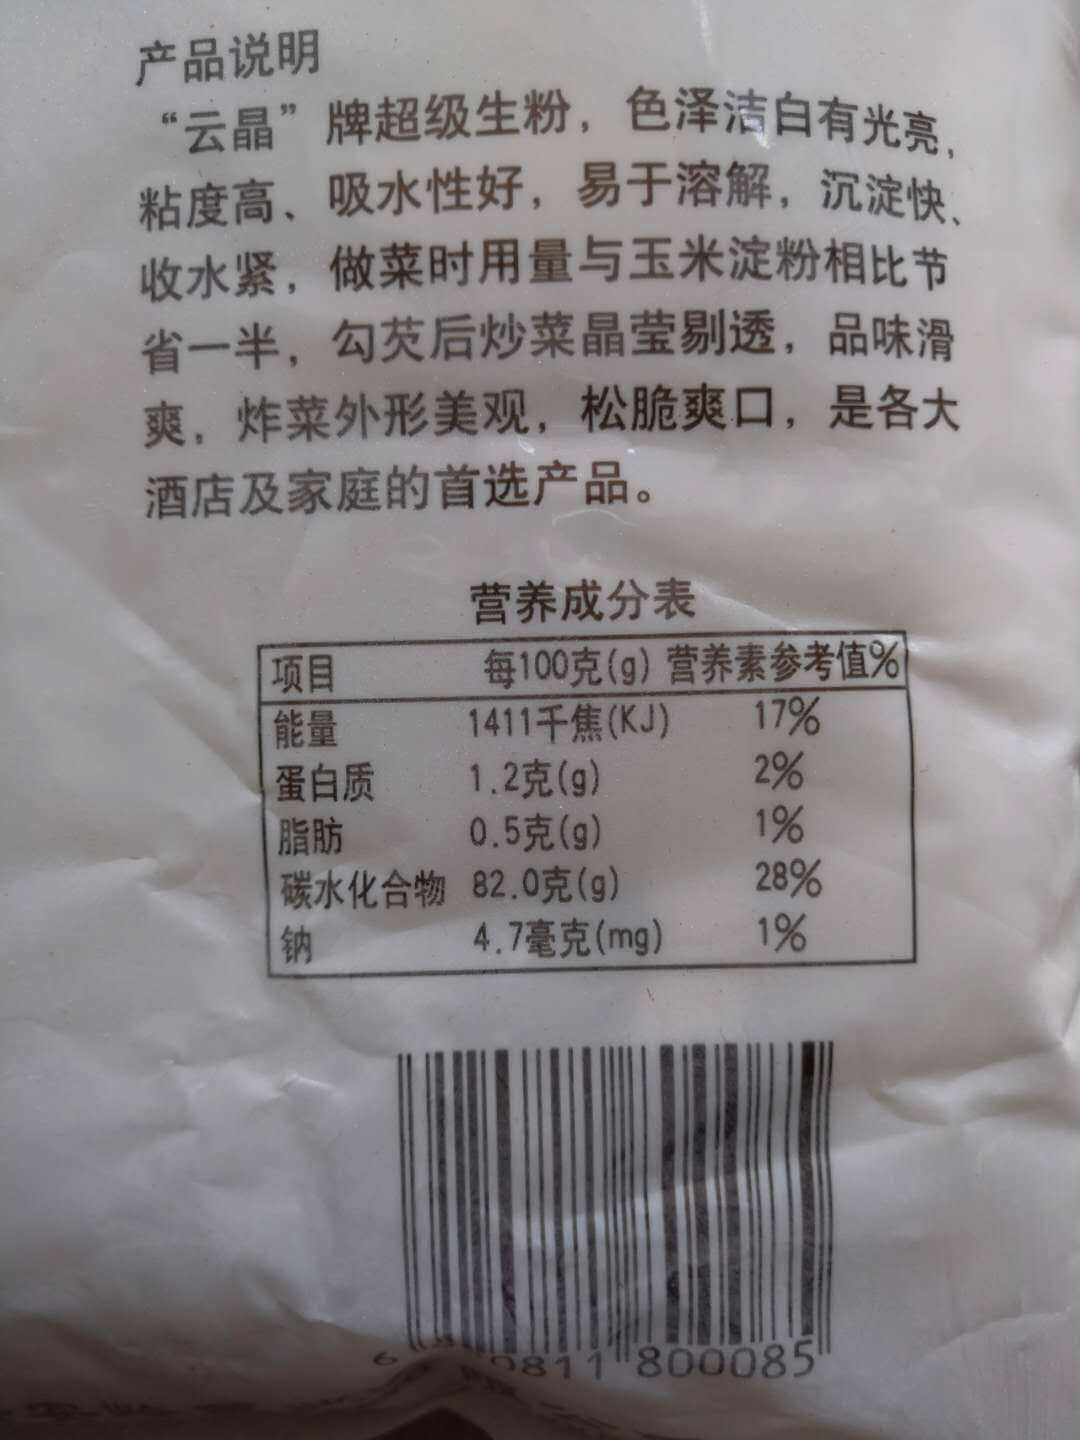 产品说明
“云晶”牌超级生粉，色泽洁白有光亮，
粘度高、吸水性好，易于溶解，沉淀快、
收水紧，做菜时用量与玉米淀粉相比节
省一半，勾芡后炒菜晶莹剔透，品味滑
爽，炸菜外形美观，松脆爽口，是各大
酒店及家庭的首选产品。
营养成分表
项目 每100克(g) 营养素参考值%
能量 1411千焦(KJ) 17%
蛋白质 1.2克(g) 2%
脂肪 0.5克(g) 1%
碳水化合物 82.0克(g) 28%
钠 4.7毫克(mg) 1%
6 0811 800085